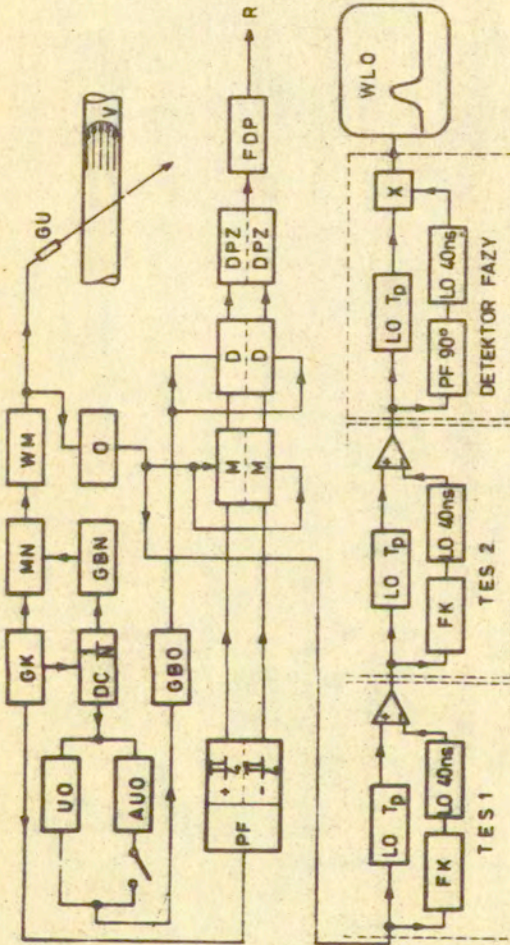 GU
V
UO
GK
MN
WM
AUO
DC N
GBN
O
GBO
PF
+
-
M
M
D
D
DPZ
DPZ
FDP
R
LO Tp
+
-
FK
LO 40ns
TES 1
LO Tp
+
-
FK
LO 40ns
TES 2
LO Tp
X
PF 90°
LO 40ns
DETEKTOR FAZY
WLO